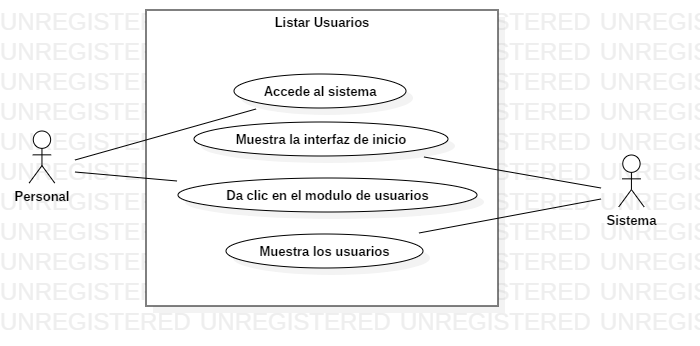 Listar Usuarios
Accede al sistema
Muestra la interfaz de inicio
Da clic en el modulo de usuarios
Muestra los usuarios
Personal
Sistema
UNREGISTERED UNREGISTERED UNREGISTERED UNREGISTERED